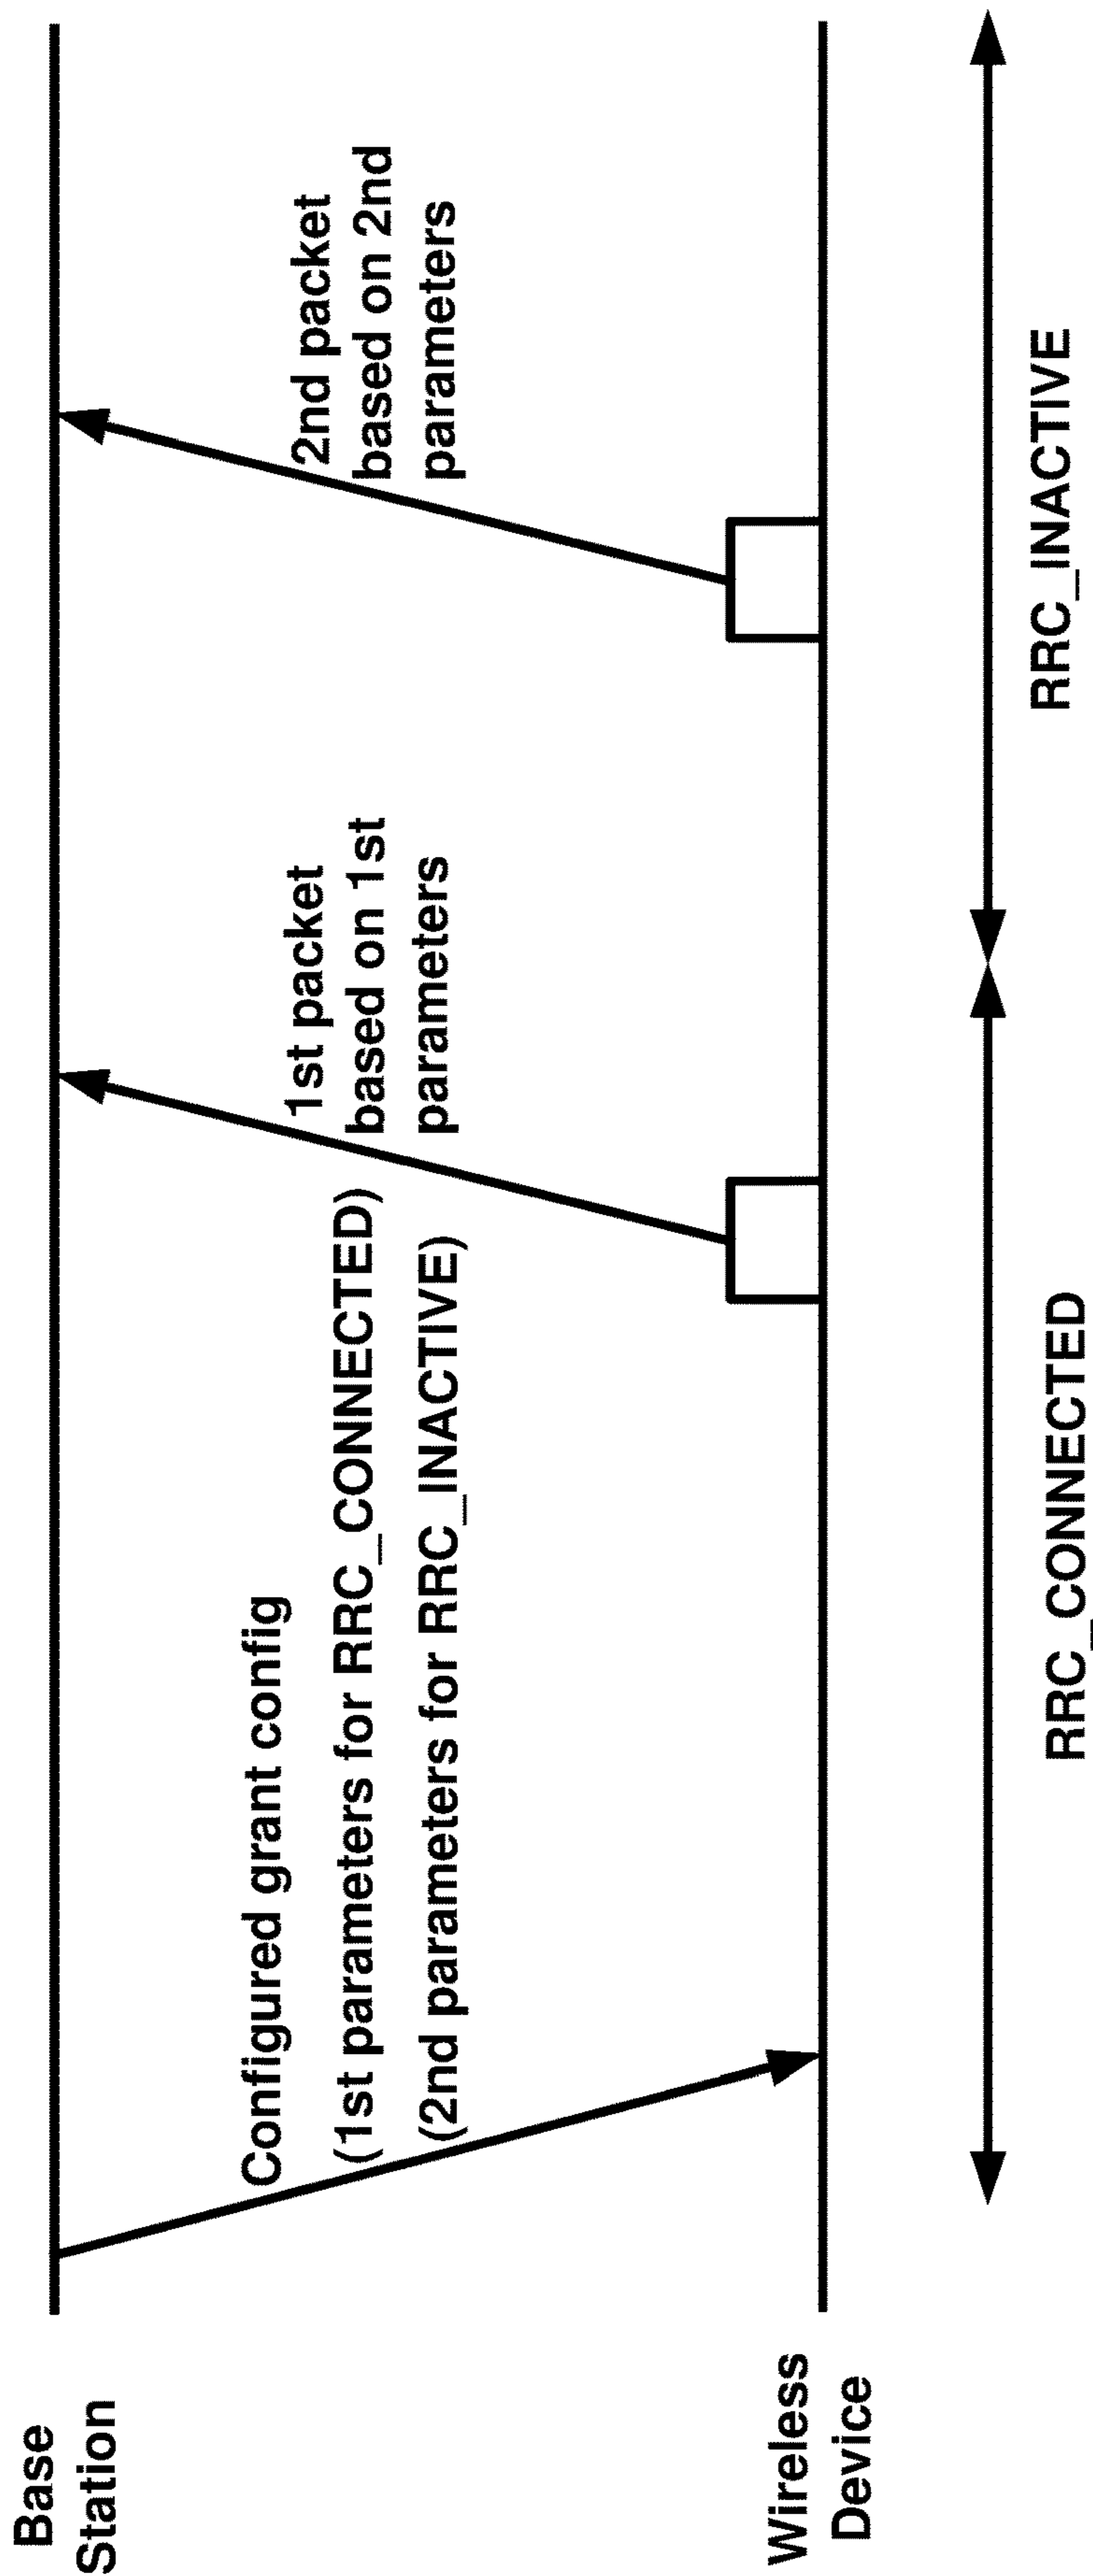 Base
Station
Configured grant config
(1st parameters for RRC_CONNECTED)
(2nd parameters for RRC_INACTIVE)
1st packet
based on 1st
parameters
2nd packet
based on 2nd
parameters
Wireless
Device
RRC_CONNECTED
RRC_INACTIVE